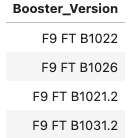 Booster_Version
F9 FT B1022
F9 FT B1026
F9 FT B1021.2
F9 FT B1031.2